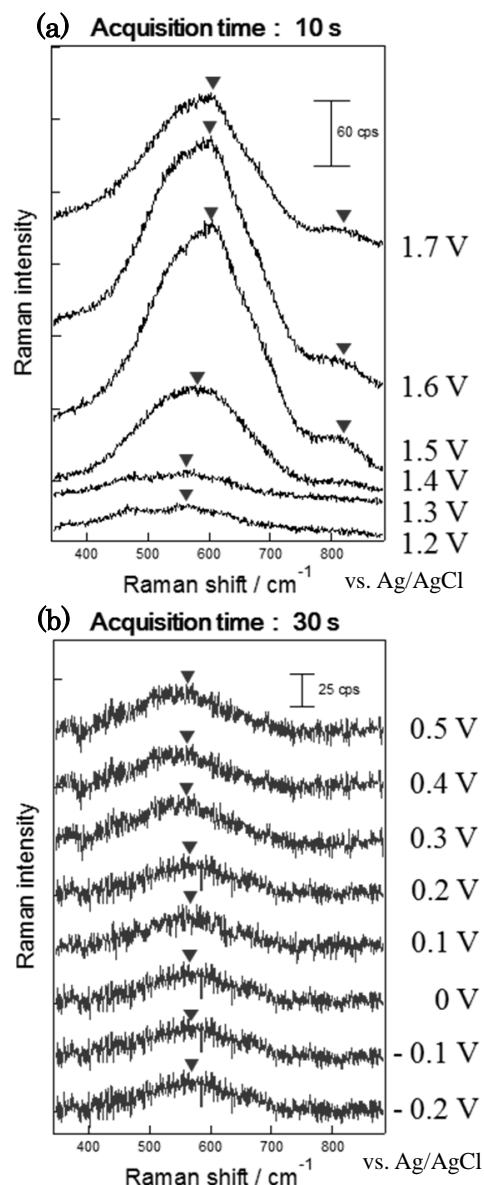 (a) Acquisition time : 10 s
60 cps
Raman intensity
1.7 V
1.6 V
1.5 V
1.4 V
1.3 V
1.2 V
400 500 600 700 800
Raman shift / cm-1
vs. Ag/AgCl
(b) Acquisition time : 30 s
25 cps
Raman intensity
0.5 V
0.4 V
0.3 V
0.2 V
0.1 V
0 V
- 0.1 V
- 0.2 V
400 500 600 700 800
Raman shift / cm-1
vs. Ag/AgCl